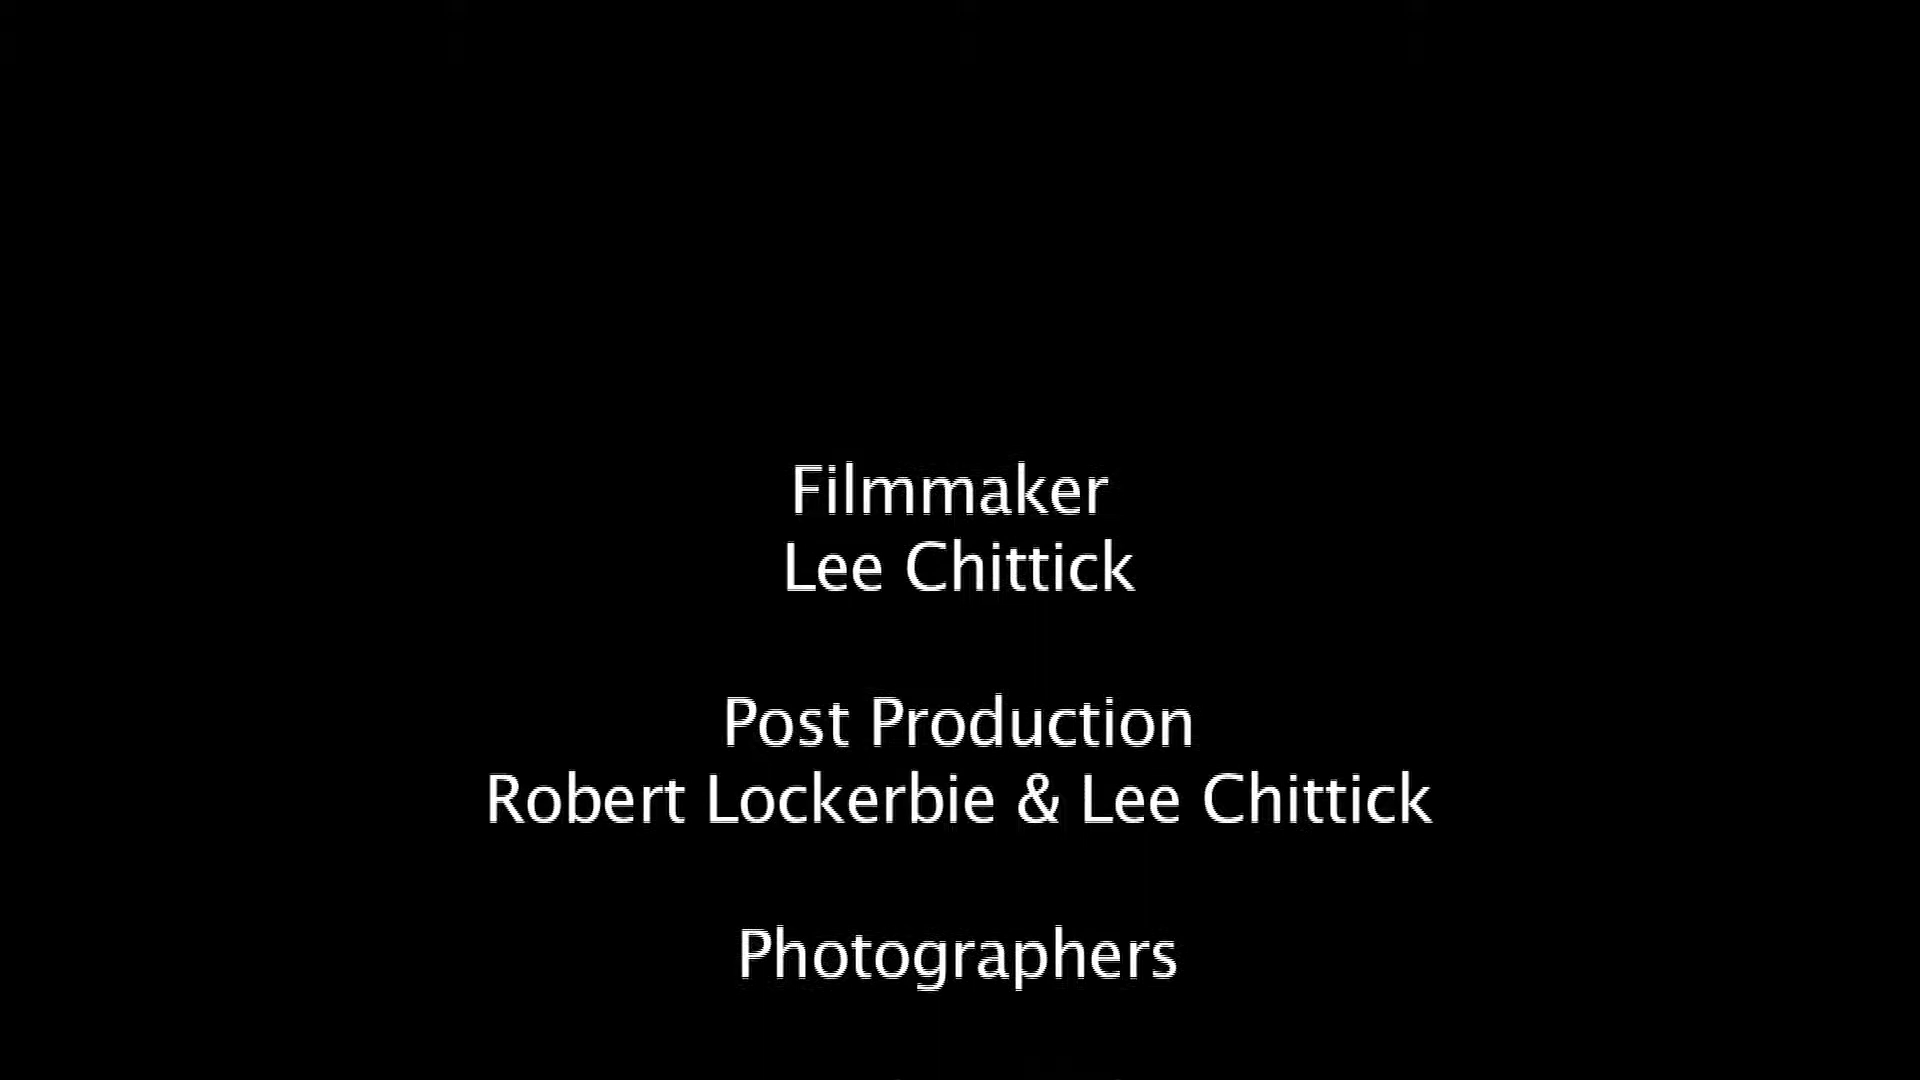 Filmmaker
Lee Chittick
Post Production
Robert Lockerbie & Lee Chittick
Photographers